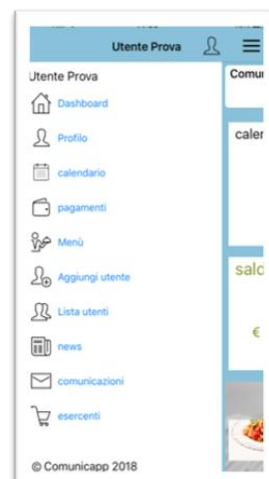 Utente Prova
Utente Prova
Comu
Dashboard
Profilo
caler
calendario
pagamenti
Menù
Aggiungi utente
sald
Lista utenti
€
news
comunicazioni
esercenti
© Comunicapp 2018